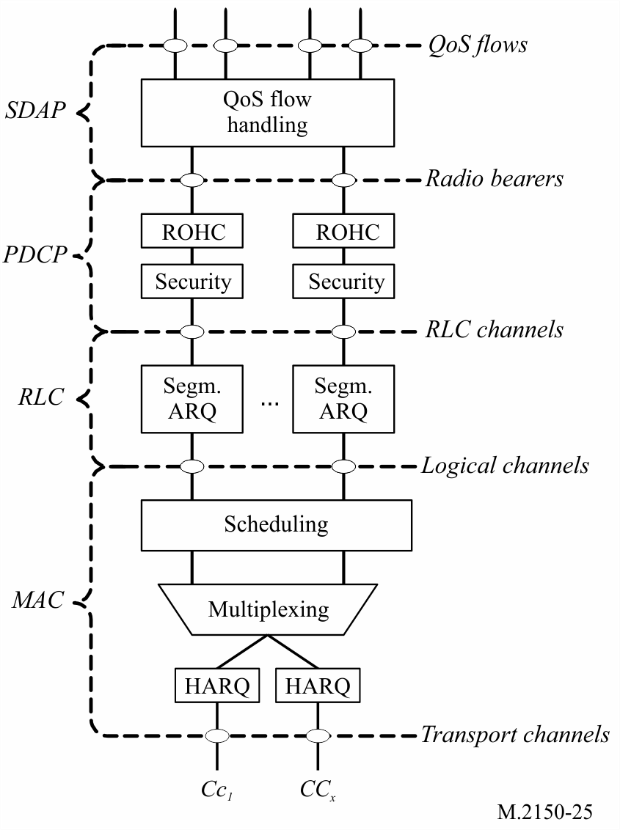 QoS flows
SDAP
QoS flow
handling
Radio bearers
PDCP
ROHC ROHC
Security Security
RLC channels
RLC
Segm.
ARQ
...
Segm.
ARQ
Logical channels
MAC
Scheduling
Multiplexing
HARQ HARQ
Transport channels
Cc1 CCx
M.2150-25